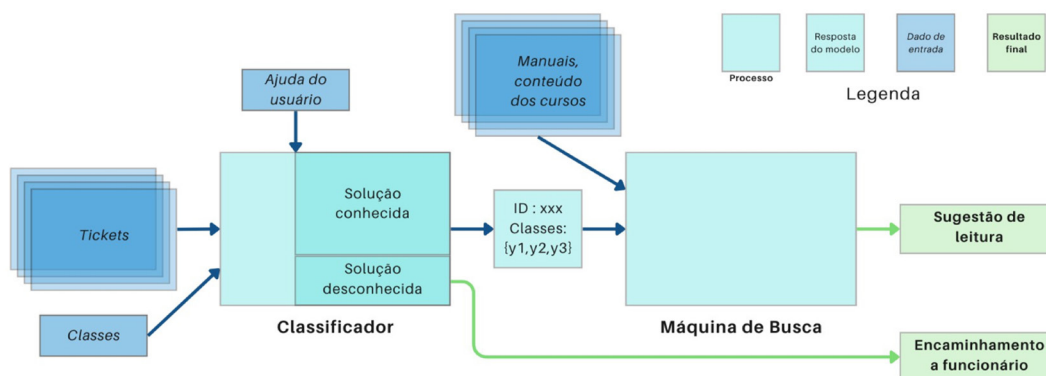 Ajuda do
usuário
Manuais,
conteúdo
dos cursos
Processo
Resposta
do modelo
Dado de
entrada
Resultado
final
Legenda
Tickets
Classes
Solução
conhecida
Solução
desconhecida
Classificador
ID : xxx
Classes:
{y1,y2,y3}
Máquina de Busca
Sugestão de
leitura
Encaminhamento
a funcionário